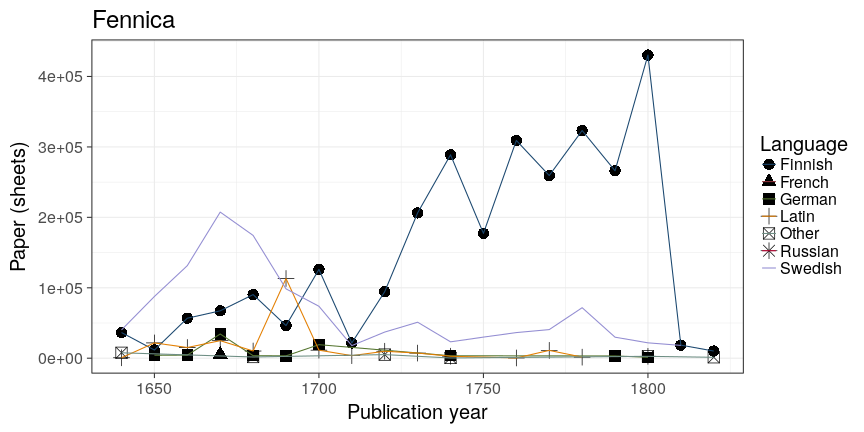 Fennica
4e+05
3e+05
2e+05
1e+05
0e+00
Paper (sheets)
1650
1700
1750
1800
Publication year
Language
Finnish
French
German
Latin
Other
Russian
Swedish